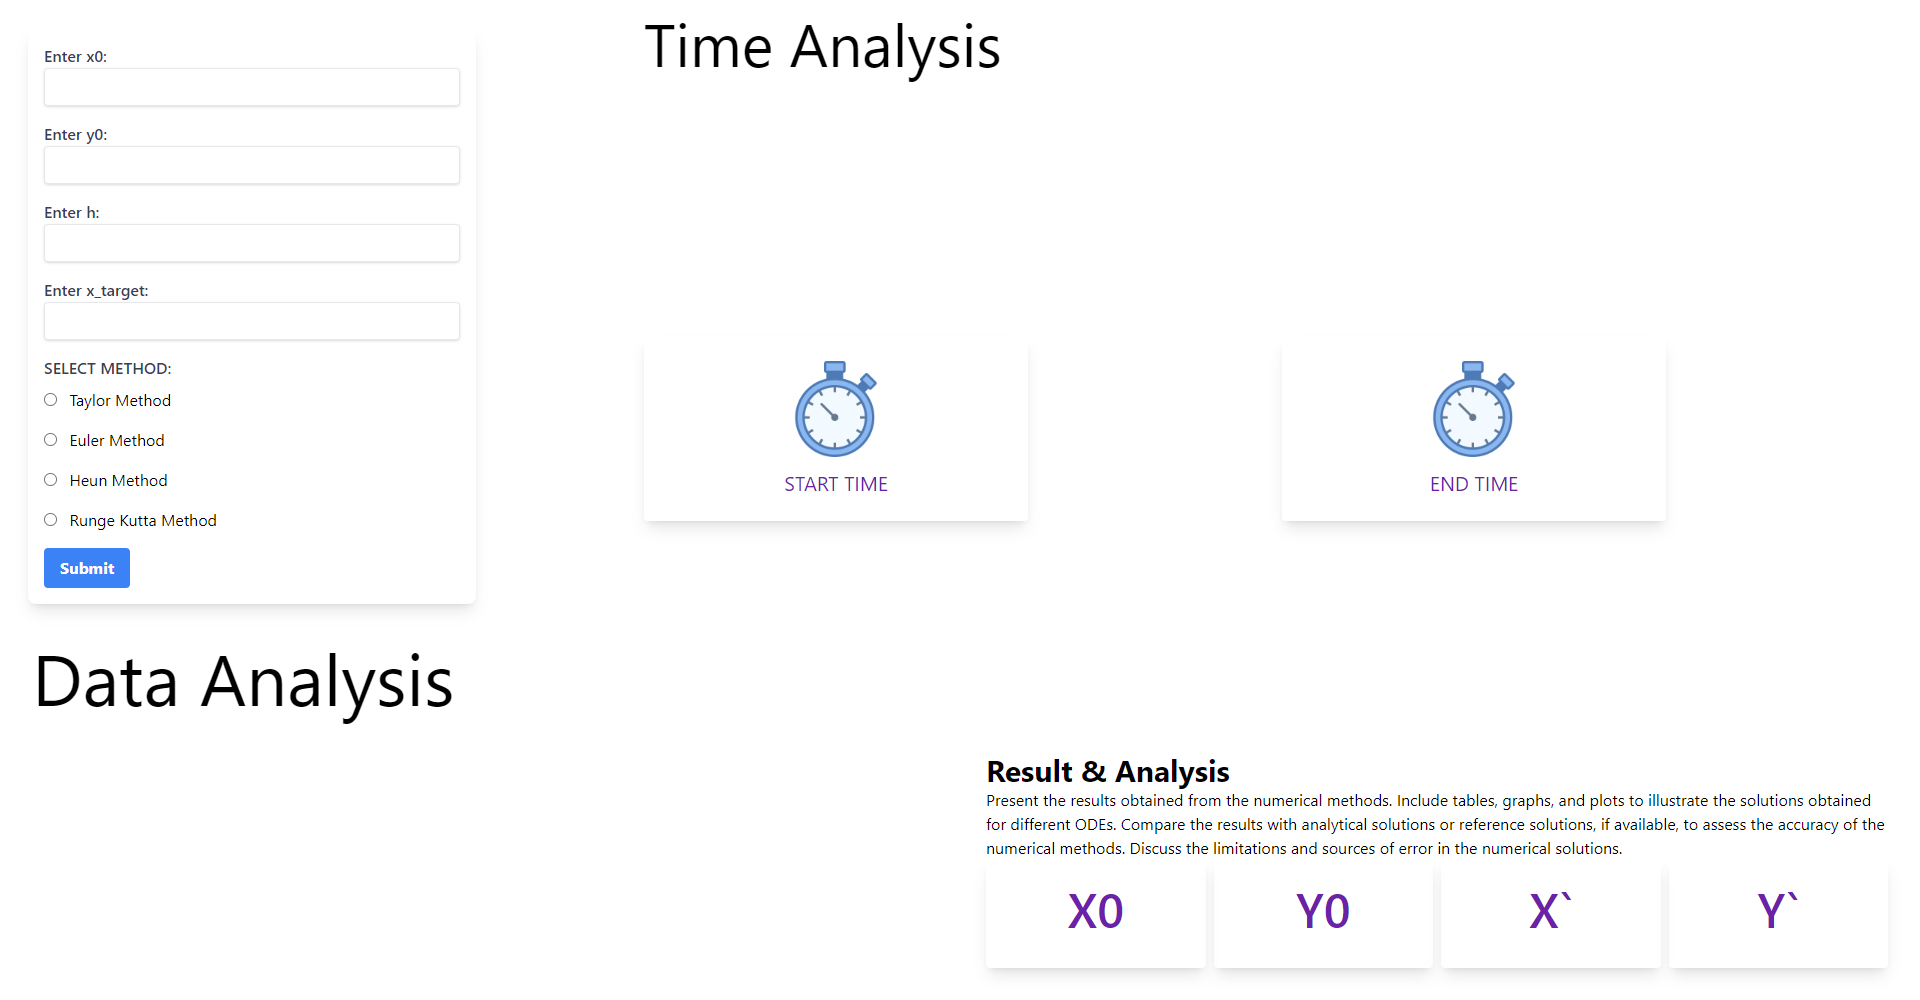 Enter x0:
Enter y0:
Enter h:
Enter x_target:
SELECT METHOD:
Taylor Method
Euler Method
Heun Method
Runge Kutta Method
Submit
Time Analysis
START TIME
END TIME
Data Analysis
Result & Analysis
Present the results obtained from the numerical methods. Include tables, graphs, and plots to illustrate the solutions obtained
for different ODEs. Compare the results with analytical solutions or reference solutions, if available, to assess the accuracy of the
numerical methods. Discuss the limitations and sources of error in the numerical solutions.
X0
Y0
X`
Y`